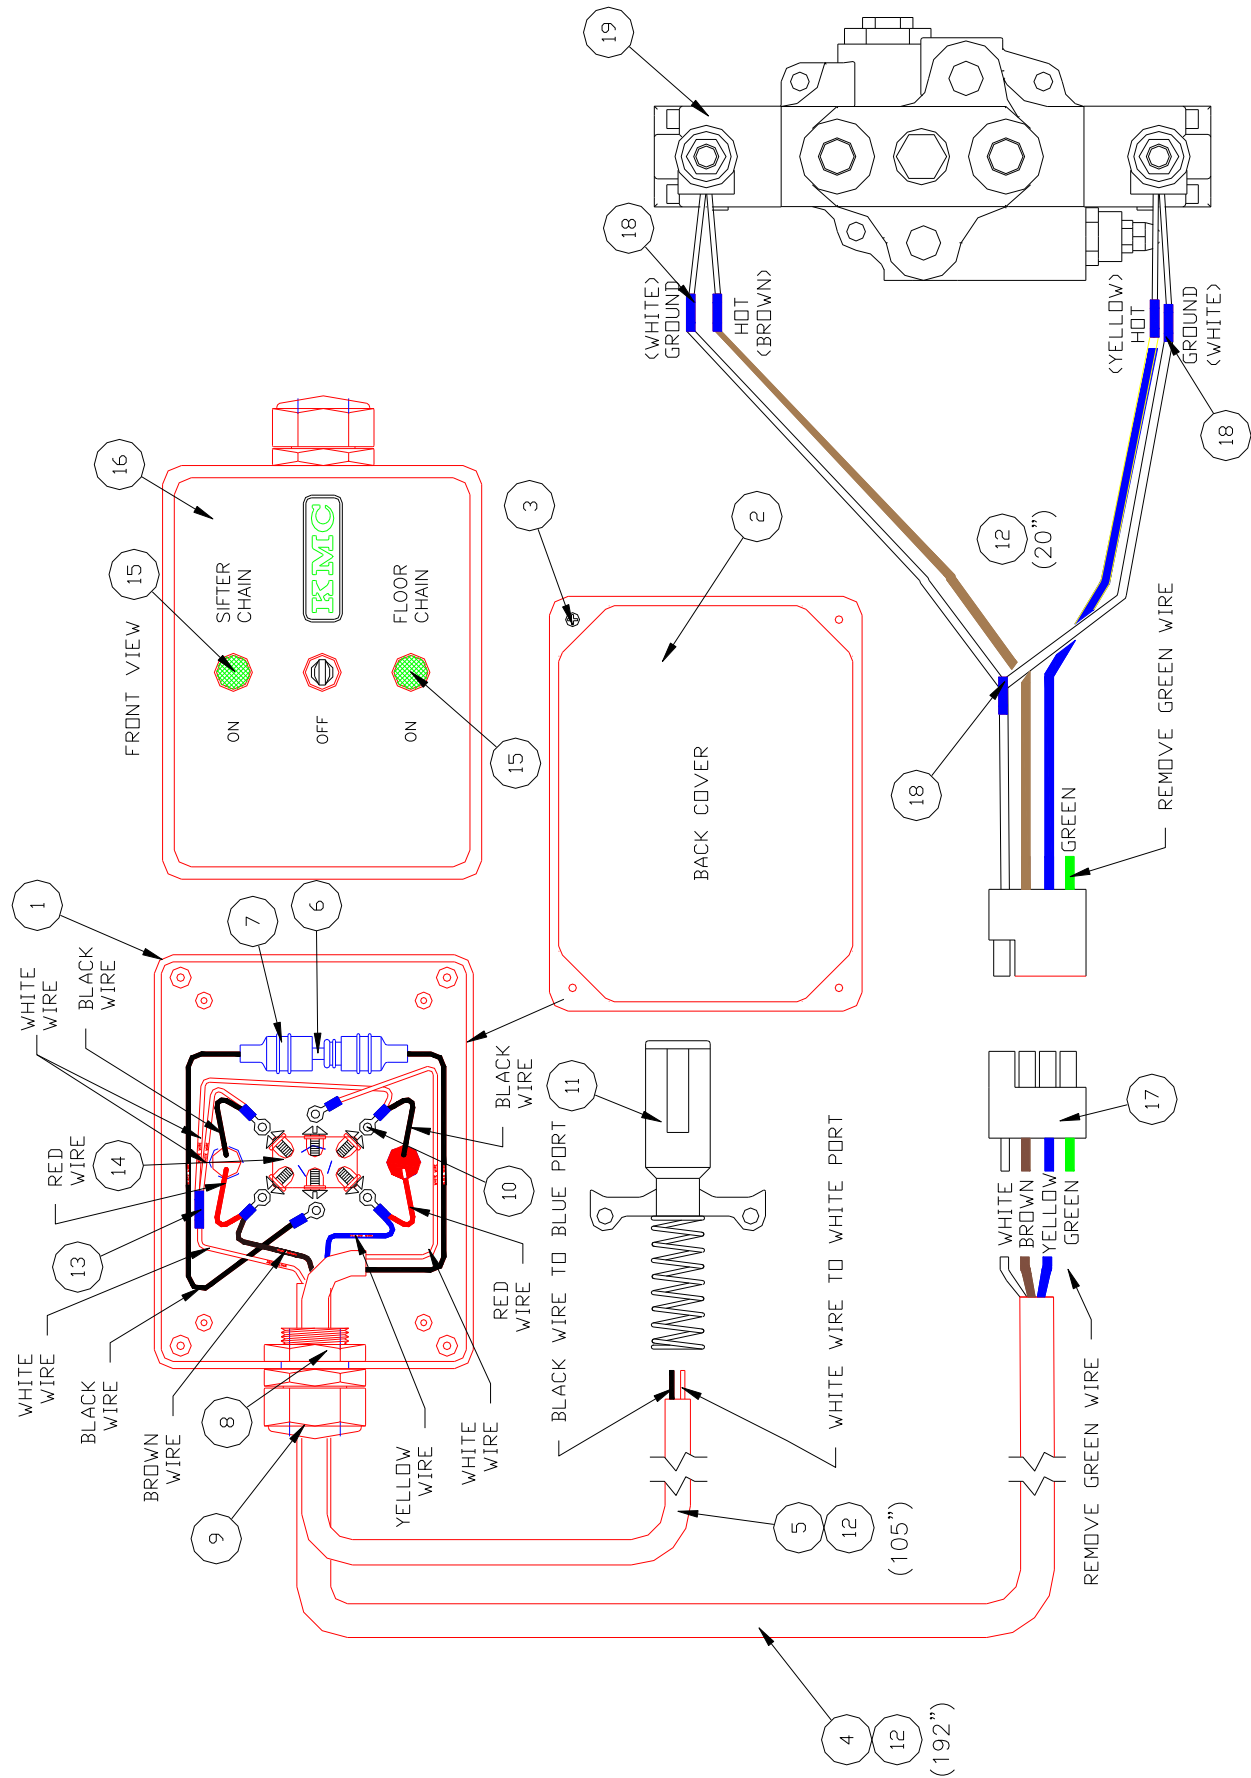 FRONT VIEW
16
15
SIFTER
CHAIN
KMC
FLOOR
CHAIN
ON
OFF
ON
15
19
18
(WHITE)
GROUND
HOT
(BROWN)
(YELLOW)
HOT
GROUND
(WHITE)
18
3
2
BACK COVER
12
(20")
18
GREEN
REMOVE GREEN WIRE
1
7
6
WHITE
WIRE
BLACK
WIRE
RED
WIRE
14
13
BLACK
WIRE
10
RED
WIRE
WHITE
WIRE
BLACK
WIRE
BROWN
WIRE
8
9
YELLOW
WIRE
WHITE
WIRE
11
BLACK WIRE TO BLUE PORT
WHITE WIRE TO WHITE PORT
5
12
(105")
17
WHITE
BROWN
YELLOW
GREEN
REMOVE GREEN WIRE
4
12
(192")